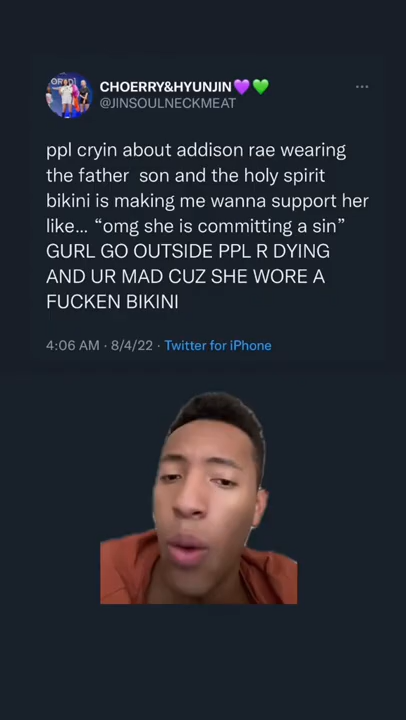 CHOERRY&HYUNJIN💜💚
@JINSOULNECKMEAT
ppl cryin about addison rae wearing
the father son and the holy spirit
bikini is making me wanna support her
like... “omg she is committing a sin”
GURL GO OUTSIDE PPL R DYING
AND UR MAD CUZ SHE WORE A
FUCKEN BIKINI
4:06 AM · 8/4/22 · Twitter for iPhone